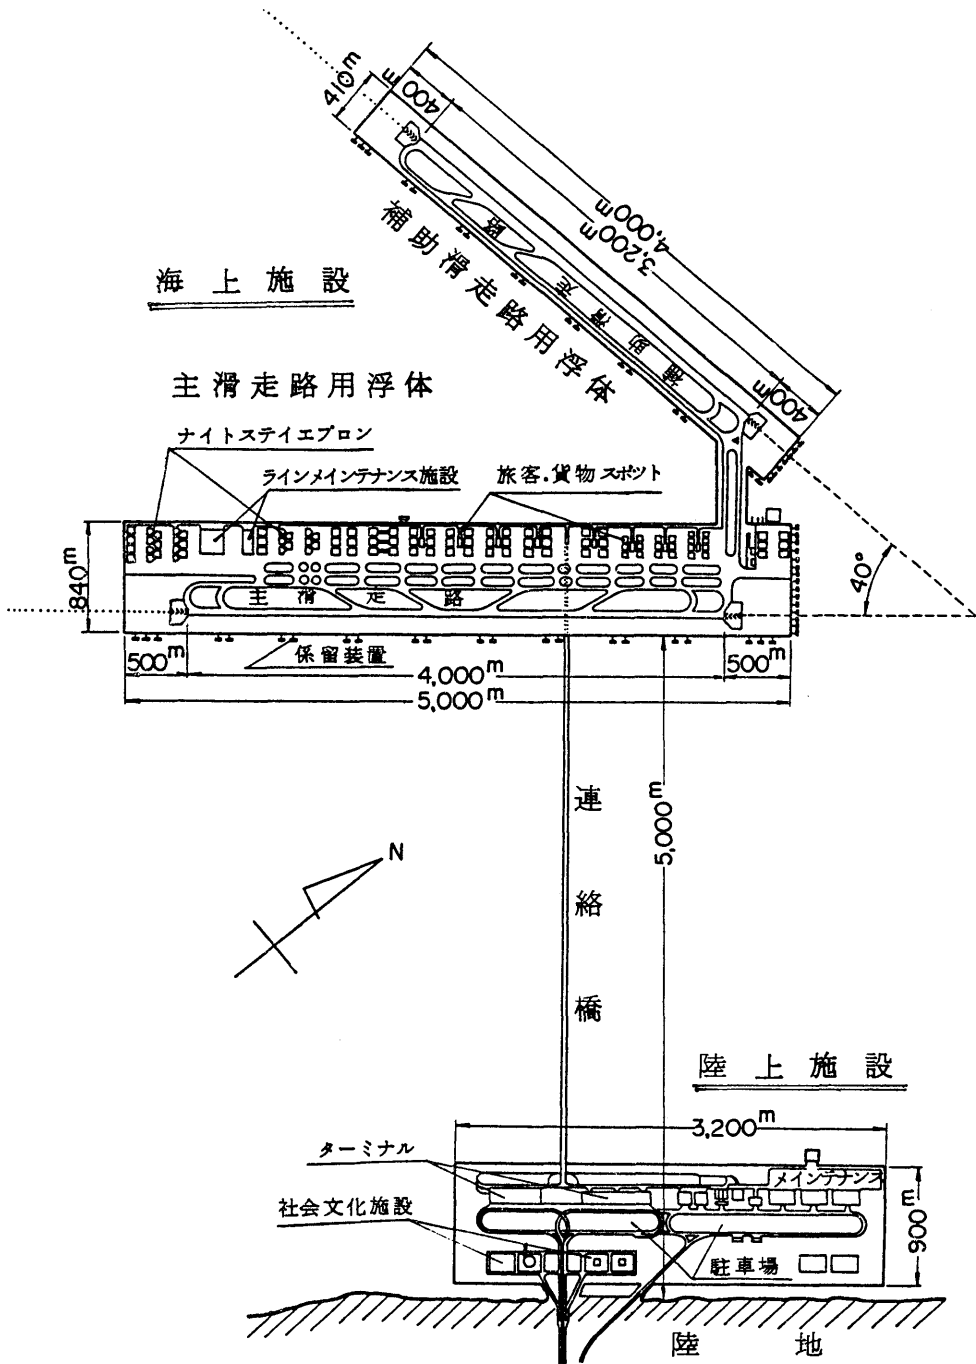 410m
400m
3,200m
4,000m
400m
補助滑走路
補助滑走路用浮体
海上施設
主滑走路用浮体
ナイトステイエプロン
ラインメインテナンス施設
旅客.貨物スポット
840m
主滑走路
40°
係留装置
500m
4,000m
500m
5,000m
連絡橋
5,000m
N
陸上施設
3,200m
ターミナル
メインテナンス
社会文化施設
900m
駐車場
陸地